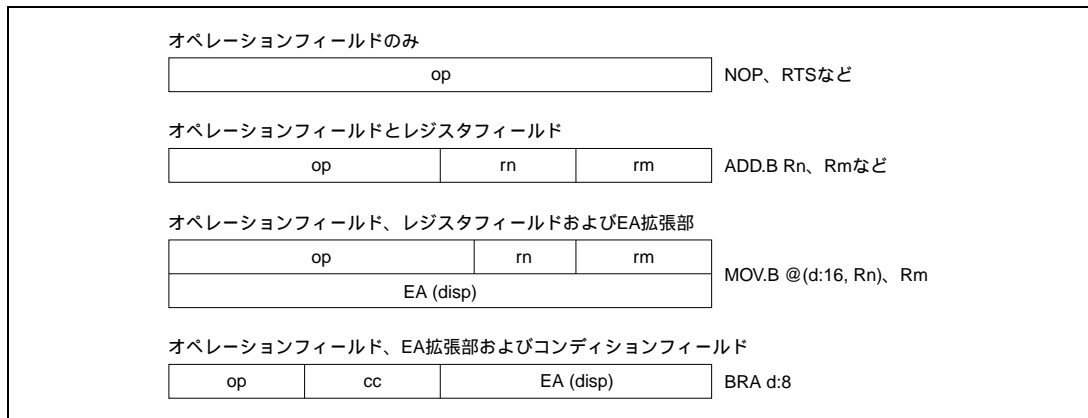 オペレーションフィールドのみ
op
NOP、RTSなど
オペレーションフィールドとレジスタフィールド
op rn rm
ADD.B Rn、Rmなど
オペレーションフィールド、レジスタフィールドおよびEA拡張部
op rn rm
EA (disp)
MOV.B @(d:16, Rn)、Rm
オペレーションフィールド、EA拡張部およびコンディションフィールド
op cc EA (disp)
BRA d:8